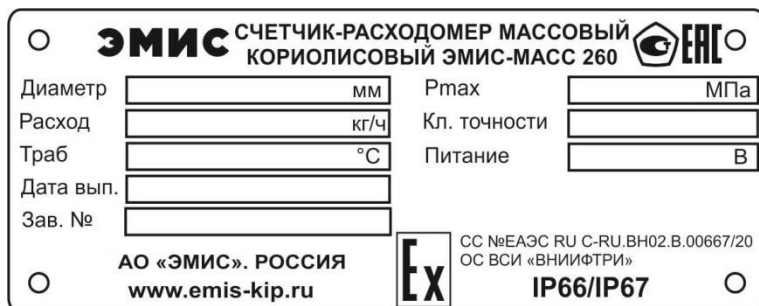 ЭМИС СЧЕТЧИК-РАСХОДОМЕР МАССОВЫЙ
КОРИОЛИСОВЫЙ ЭМИС-МАСС 260
ЕАС
Диаметр мм Pmax МПа
Расход кг/ч Кл. точности
Траб °С Питание В
Дата вып.
Зав. №
АО «ЭМИС». РОССИЯ
www.emis-kip.ru
Ex
СС №ЕАЭС RU C-RU.ВН02.В.00667/20
ОС ВСИ «ВНИИФТРИ»
IP66/IP67